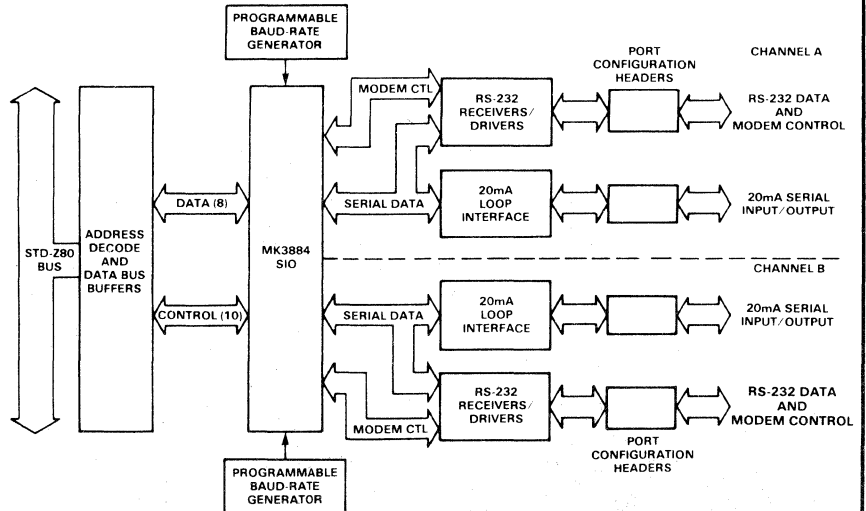 PROGRAMMABLE
BAUD-RATE
GENERATOR
PORT
CONFIGURATION
HEADERS
CHANNEL A
MODEM CTL
RS-232
RECEIVERS/
DRIVERS
RS-232 DATA
AND
MODEM CONTROL
DATA (8)
SERIAL DATA
20mA
LOOP
INTERFACE
20mA SERIAL
INPUT/OUTPUT
STD-Z80
BUS
ADDRESS
DECODE
AND
DATA BUS
BUFFERS
MK3884
SIO
CHANNEL B
CONTROL (10)
SERIAL DATA
20mA
LOOP
INTERFACE
20mA SERIAL
INPUT/OUTPUT
MODEM CTL
RS-232
RECEIVERS/
DRIVERS
RS-232 DATA
AND
MODEM CONTROL
PORT
CONFIGURATION
HEADERS
PROGRAMMABLE
BAUD-RATE
GENERATOR